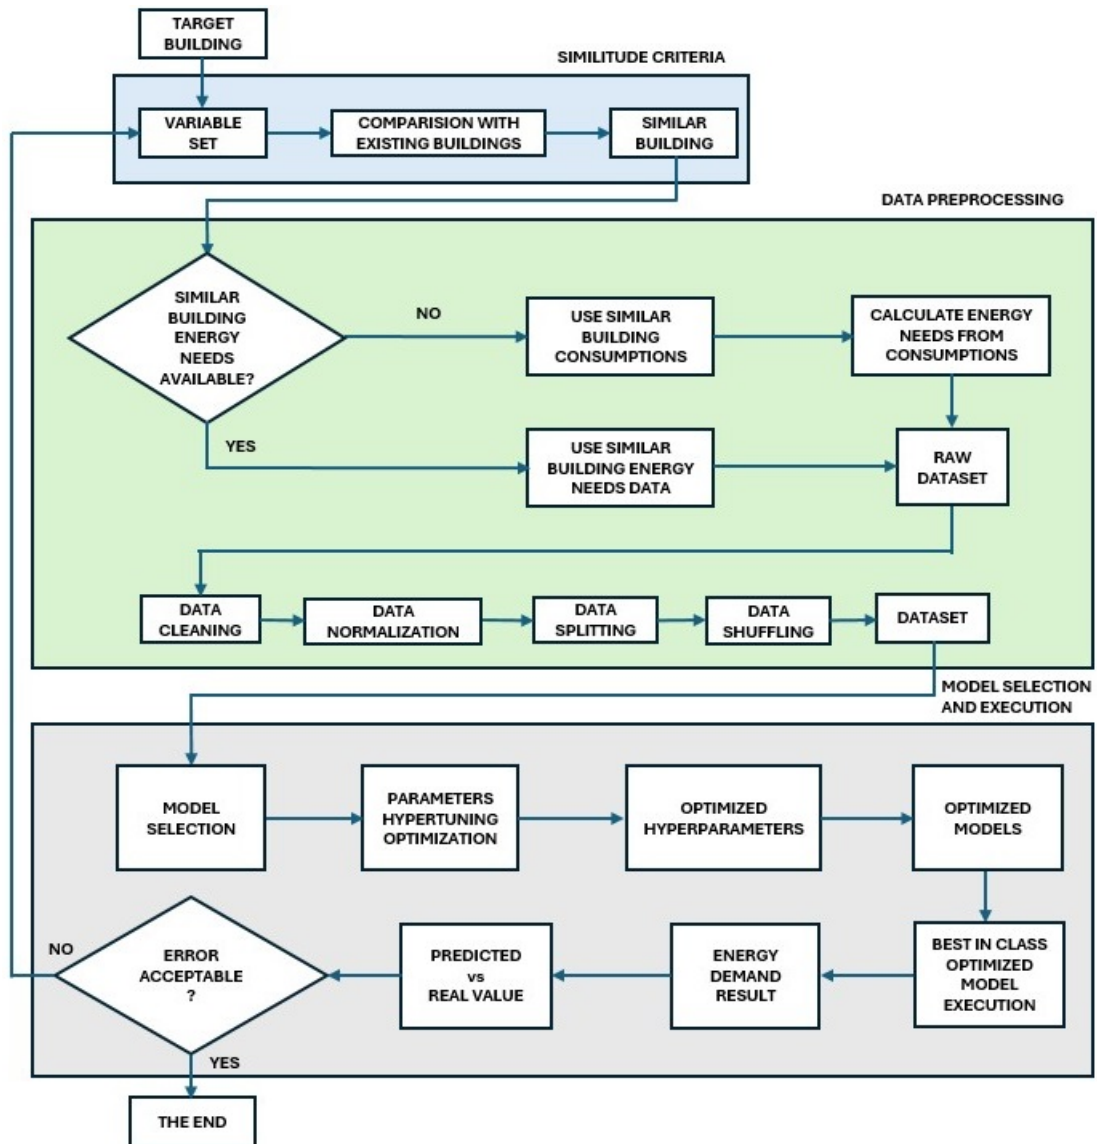 TARGET
BUILDING
SIMILITUDE CRITERIA
VARIABLE
SET
COMPARISION WITH
EXISTING BUILDINGS
SIMILAR
BUILDING
DATA PREPROCESSING
SIMILAR
BUILDING
ENERGY
NEEDS
AVAILABLE?
NO
USE SIMILAR
BUILDING
CONSUMPTIONS
CALCULATE ENERGY
NEEDS FROM
CONSUMPTIONS
YES
USE SIMILAR
BUILDING ENERGY
NEEDS DATA
RAW
DATASET
DATA
CLEANING
DATA
NORMALIZATION
DATA
SPLITTING
DATA
SHUFFLING
DATASET
MODEL SELECTION
AND EXECUTION
MODEL
SELECTION
PARAMETERS
HYPERTUNING
OPTIMIZATION
OPTIMIZED
HYPERPARAMETERS
OPTIMIZED
MODELS
BEST IN CLASS
OPTIMIZED
MODEL
EXECUTION
ENERGY
DEMAND
RESULT
PREDICTED
vs
REAL VALUE
ERROR
ACCEPTABLE
?
NO
YES
THE END